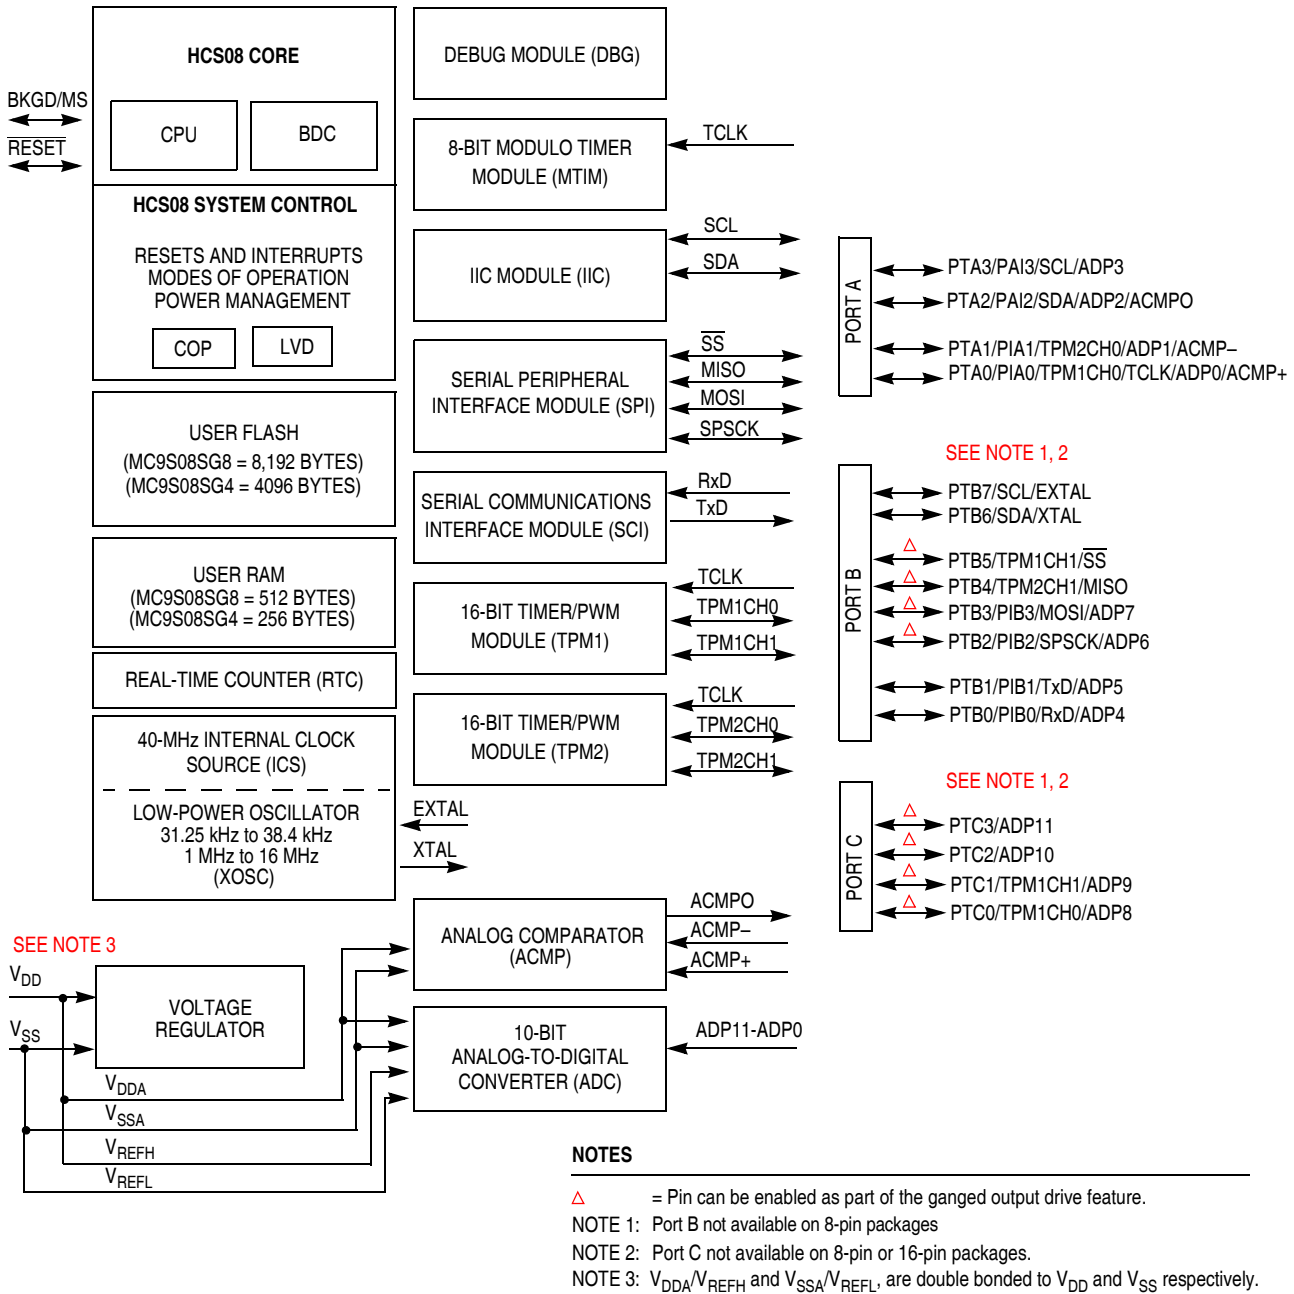 HCS08 CORE
CPU
BDC
BKGD/MS
RESET
HCS08 SYSTEM CONTROL
RESETS AND INTERRUPTS
MODES OF OPERATION
POWER MANAGEMENT
COP
LVD
USER FLASH
(MC9S08SG8 = 8,192 BYTES)
(MC9S08SG4 = 4096 BYTES)
USER RAM
(MC9S08SG8 = 512 BYTES)
(MC9S08SG4 = 256 BYTES)
REAL-TIME COUNTER (RTC)
40-MHz INTERNAL CLOCK
SOURCE (ICS)
LOW-POWER OSCILLATOR
31.25 kHz to 38.4 kHz
1 MHz to 16 MHz
(XOSC)
EXTAL
XTAL
SEE NOTE 3
VDD
VSS
VOLTAGE
REGULATOR
VDDA
VSSA
VREFH
VREFL
DEBUG MODULE (DBG)
8-BIT MODULO TIMER
MODULE (MTIM)
TCLK
IIC MODULE (IIC)
SCL
SDA
SERIAL PERIPHERAL
INTERFACE MODULE (SPI)
SS
MISO
MOSI
SPSCK
SERIAL COMMUNICATIONS
INTERFACE MODULE (SCI)
RxD
TxD
16-BIT TIMER/PWM
MODULE (TPM1)
TCLK
TPM1CH0
TPM1CH1
16-BIT TIMER/PWM
MODULE (TPM2)
TCLK
TPM2CH0
TPM2CH1
ANALOG COMPARATOR
(ACMP)
ACMPO
ACMP–
ACMP+
10-BIT
ANALOG-TO-DIGITAL
CONVERTER (ADC)
ADP11-ADP0
PORT A
PTA3/PAI3/SCL/ADP3
PTA2/PAI2/SDA/ADP2/ACMPO
PTA1/PIA1/TPM2CH0/ADP1/ACMP–
PTA0/PIA0/TPM1CH0/TCLK/ADP0/ACMP+
SEE NOTE 1, 2
PORT B
PTB7/SCL/EXTAL
PTB6/SDA/XTAL
PTB5/TPM1CH1/SS
PTB4/TPM2CH1/MISO
PTB3/PIB3/MOSI/ADP7
PTB2/PIB2/SPSCK/ADP6
PTB1/PIB1/TxD/ADP5
PTB0/PIB0/RxD/ADP4
SEE NOTE 1, 2
PORT C
PTC3/ADP11
PTC2/ADP10
PTC1/TPM1CH1/ADP9
PTC0/TPM1CH0/ADP8
NOTES
△ = Pin can be enabled as part of the ganged output drive feature.
NOTE 1: Port B not available on 8-pin packages
NOTE 2: Port C not available on 8-pin or 16-pin packages.
NOTE 3: VDDA/VREFH and VSSA/VREFL, are double bonded to VDD and VSS respectively.